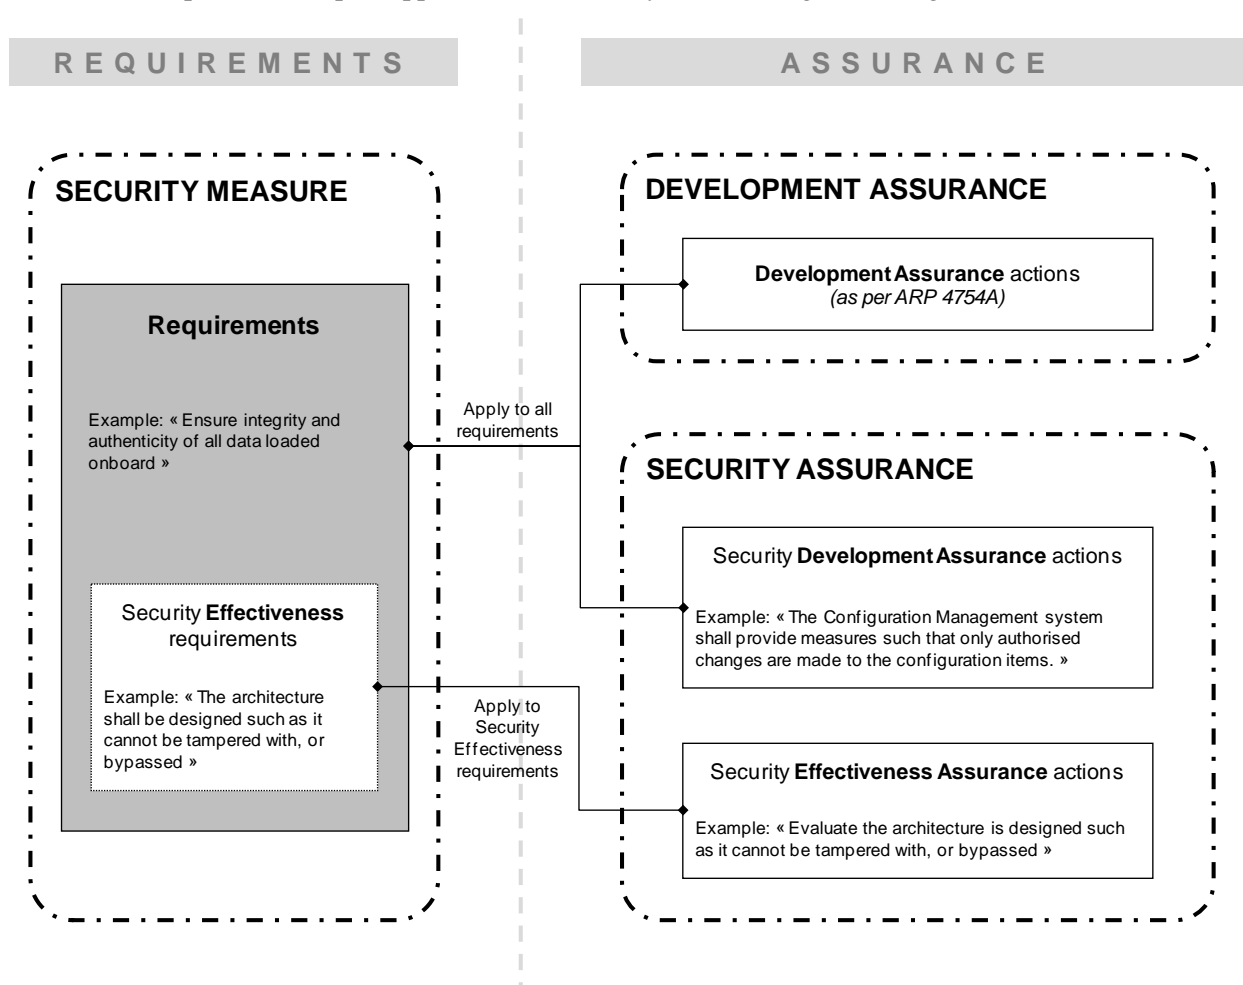 REQUIREMENTS
ASSURANCE
SECURITY MEASURE
Requirements
Example: « Ensure integrity and
authenticity of all data loaded
onboard »
Security Effectiveness
requirements
Example: « The architecture
shall be designed such as it
cannot be tampered with, or
bypassed »
Apply to all
requirements
Apply to
Security
Effectiveness
requirements
DEVELOPMENT ASSURANCE
Development Assurance actions
(as per ARP 4754A)
SECURITY ASSURANCE
Security Development Assurance actions
Example: « The Configuration Management system
shall provide measures such that only authorised
changes are made to the configuration items. »
Security Effectiveness Assurance actions
Example: « Evaluate the architecture is designed such
as it cannot be tampered with, or bypassed »